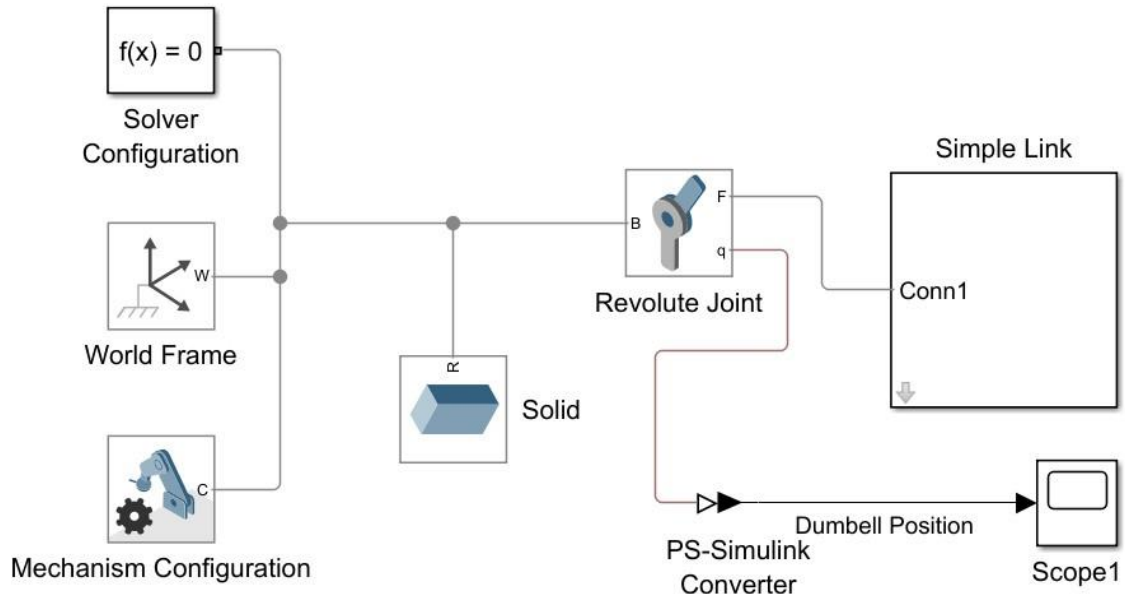 f(x) = 0
Solver
Configuration
W
World Frame
C
Mechanism Configuration
R
Solid
B
F
q
Revolute Joint
Simple Link
Conn1
PS-Simulink
Converter
Dumbell Position
Scope1